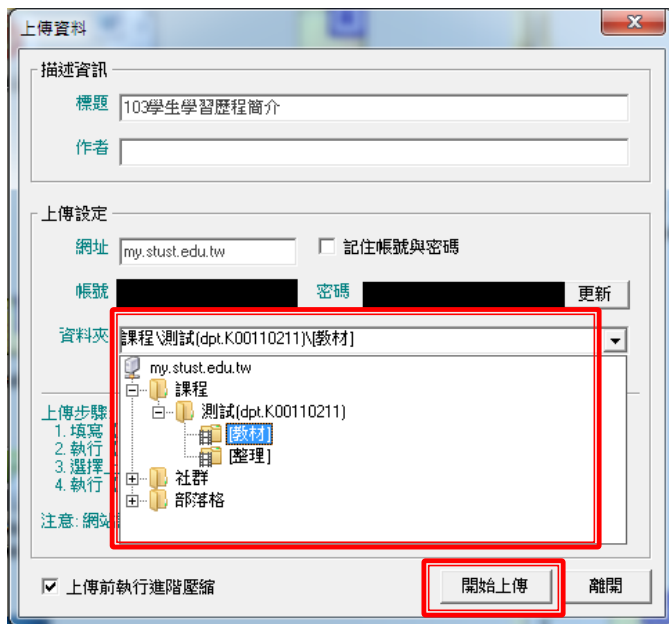 上傳資料
描述資訊
標題 103學生學習歷程簡介
作者
上傳設定
網址 my.stust.edu.tw 記住帳號與密碼
帳號 密碼 更新
資料夾 課程\測試(dpt.K00110211)\[教材]
my.stust.edu.tw
課程
上傳步驟 測試(dpt.K00110211)
1. 填寫 [教材]
2. 執行 [整理]
3. 選擇
4. 執行 社群
部落格
注意: 網站
上傳前執行進階壓縮 開始上傳 離開